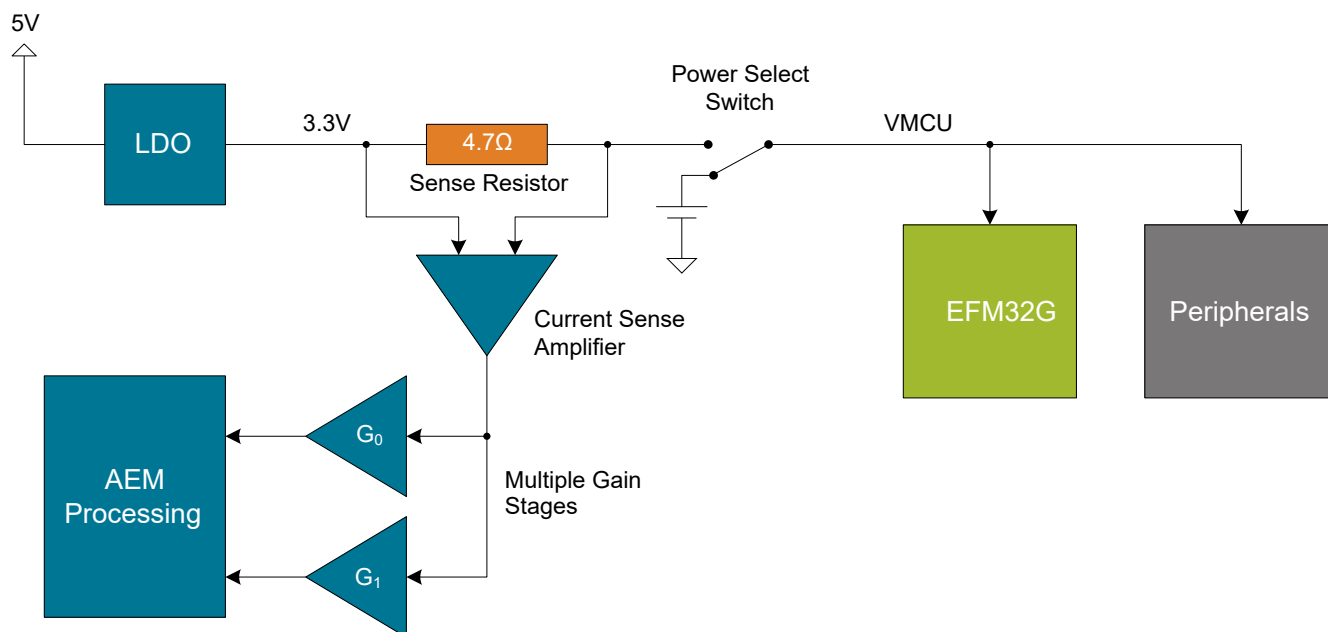 5V
LDO
3.3V
4.7Ω
Sense Resistor
Power Select
Switch
VMCU
EFM32G
Peripherals
Current Sense
Amplifier
AEM
Processing
G₀
Multiple Gain
Stages
G₁